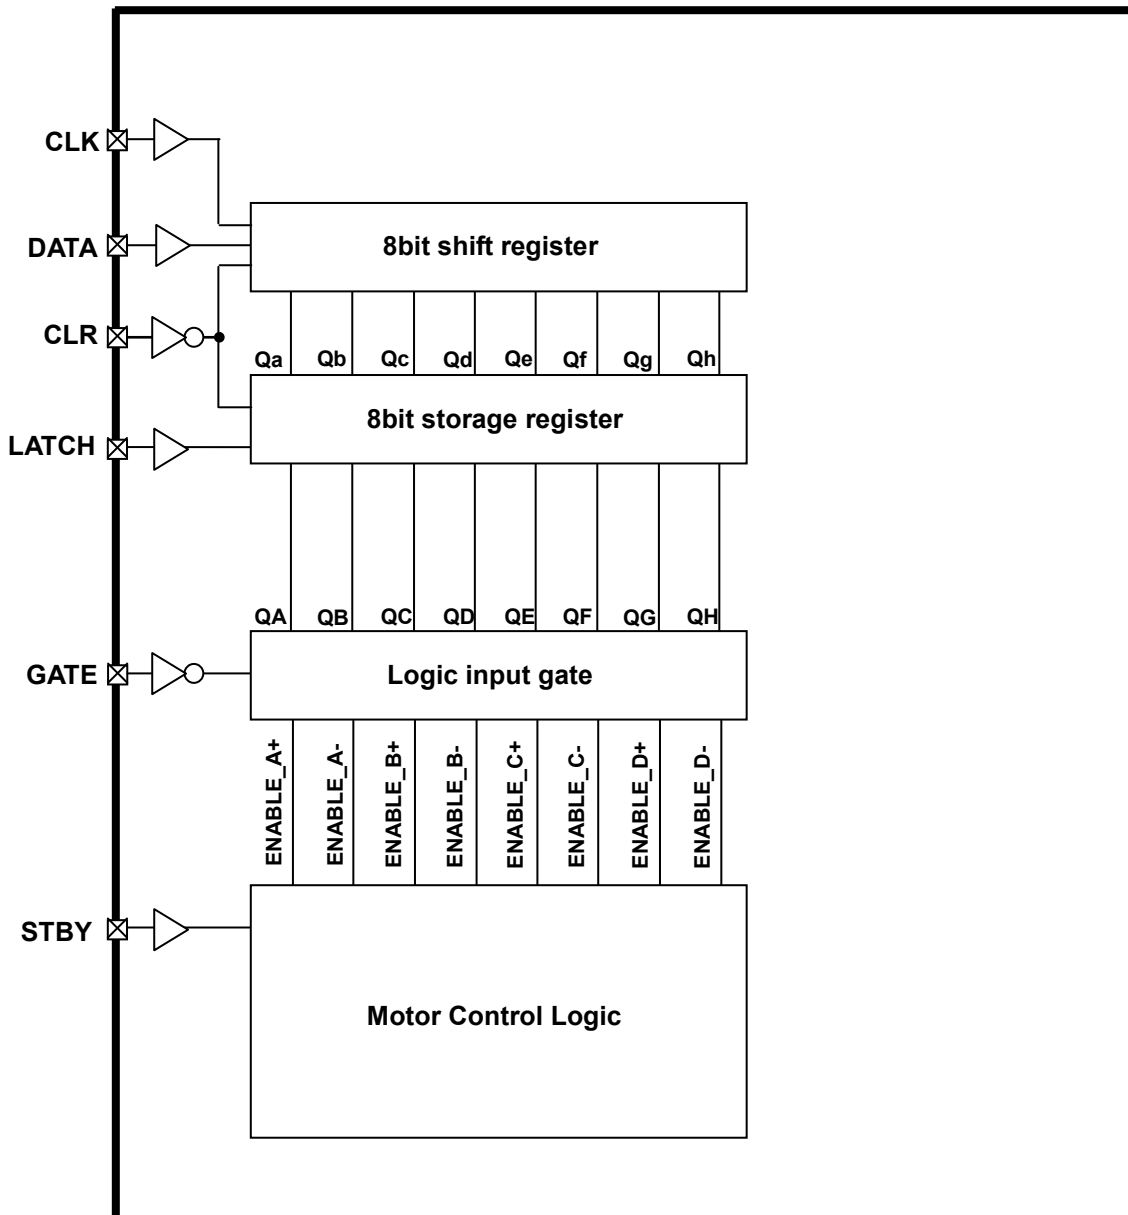 CLK
DATA
8bit shift register
CLR
Qa Qb Qc Qd Qe Qf Qg Qh
8bit storage register
LATCH
QA QB QC QD QE QF QG QH
GATE
Logic input gate
ENABLE_A+
ENABLE_A-
ENABLE_B+
ENABLE_B-
ENABLE_C+
ENABLE_C-
ENABLE_D+
ENABLE_D-
STBY
Motor Control Logic